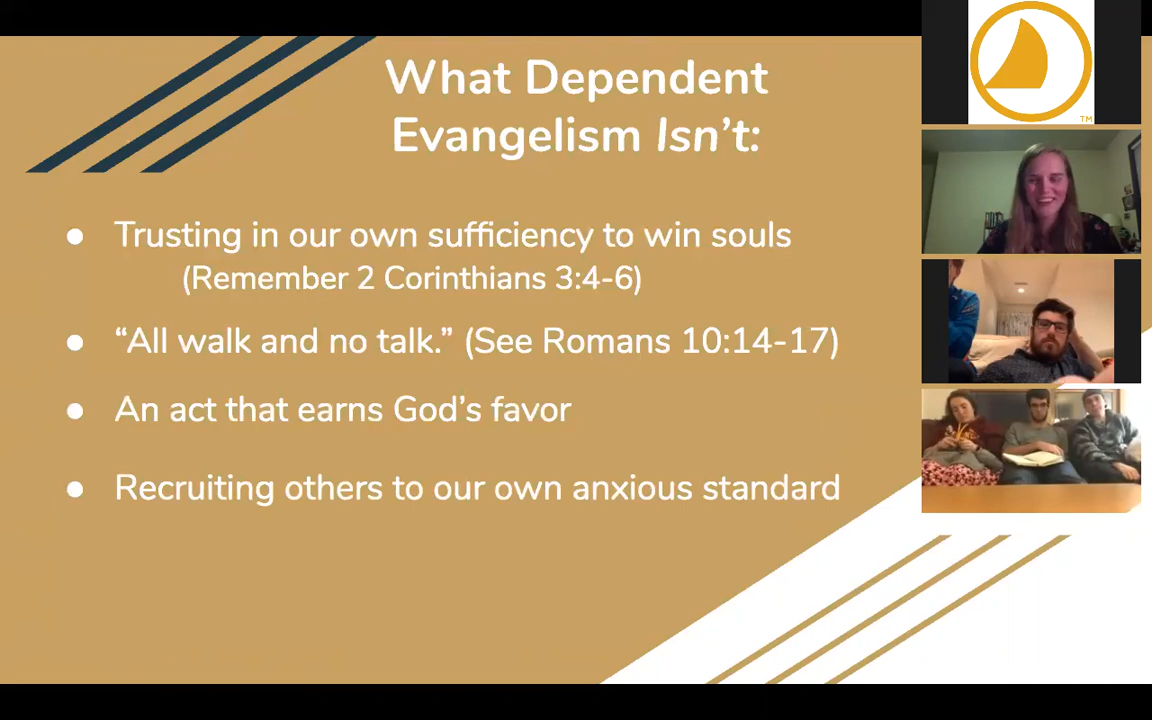 What Dependent
Evangelism Isn't:
● Trusting in our own sufficiency to win souls
(Remember 2 Corinthians 3:4-6)
● “All walk and no talk.” (See Romans 10:14-17)
● An act that earns God’s favor
● Recruiting others to our own anxious standard
TM